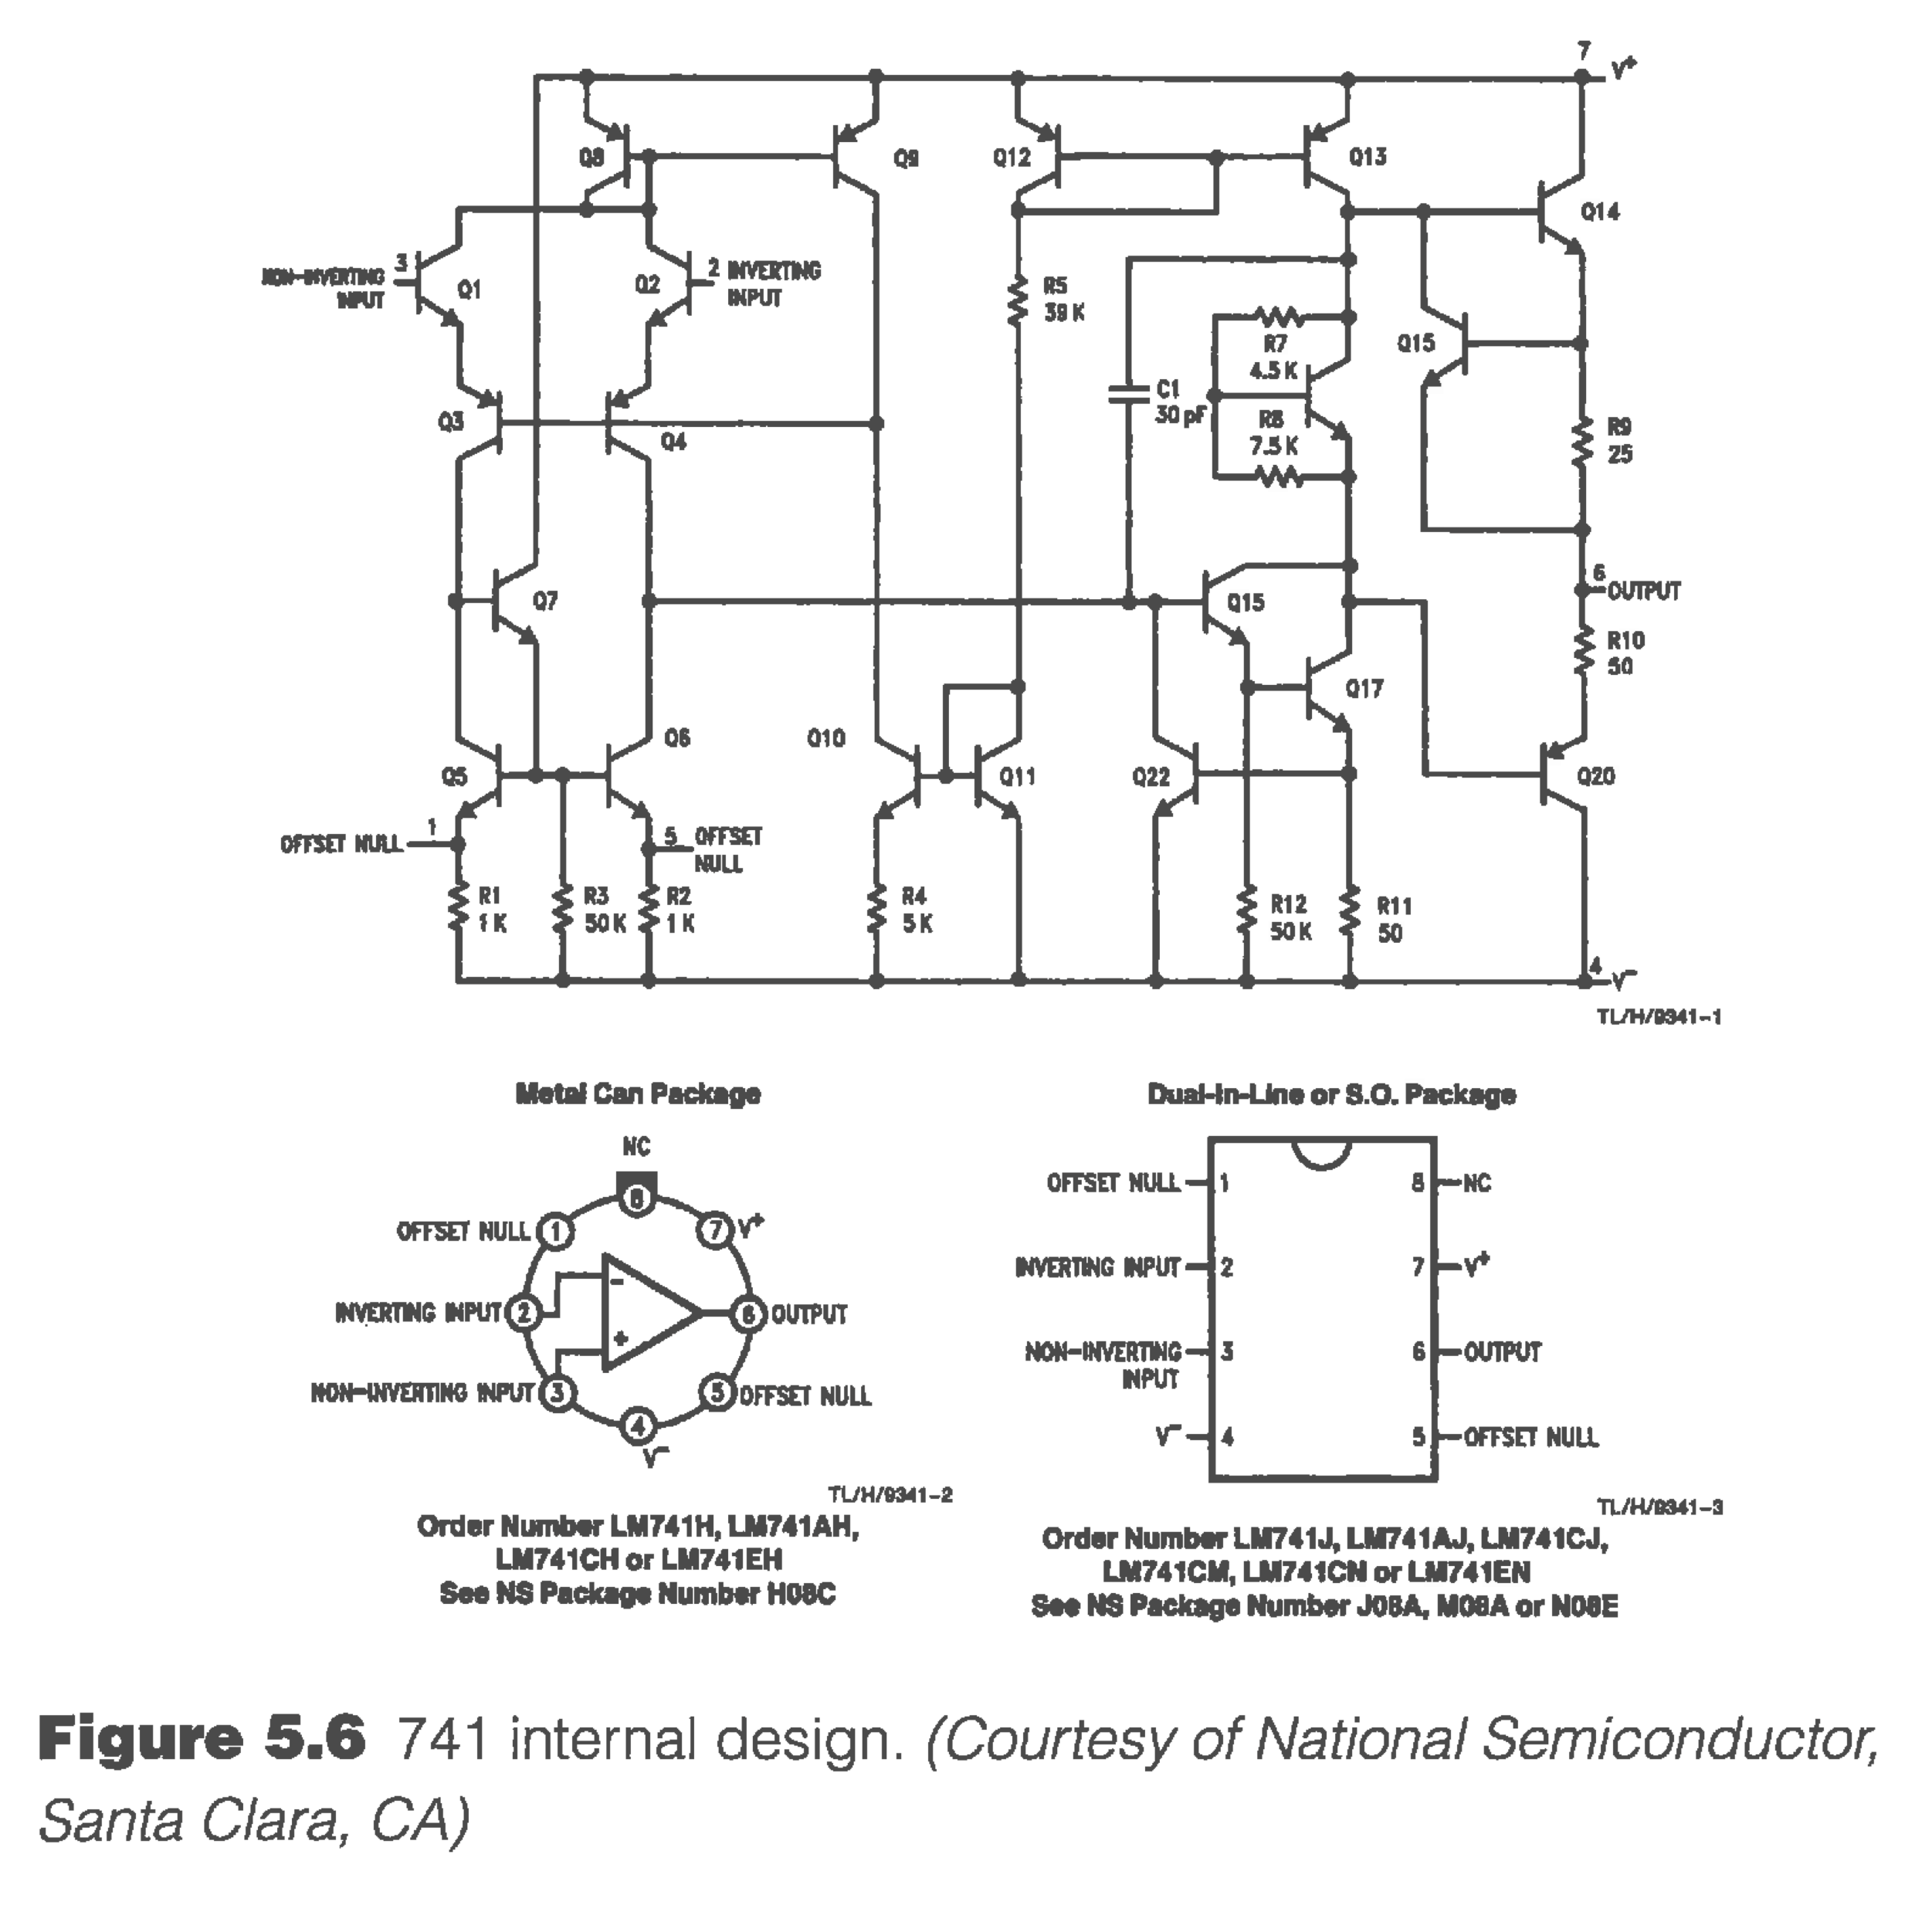 7
V+
Q8
Q9
Q12
Q13
Q14
3
NON-INVERTING
INPUT
Q1
Q2
2 INVERTING
INPUT
R5
39 K
R7
4.5 K
Q15
C1
30 pF
R8
7.5 K
R9
25
Q3
Q4
Q7
Q15
6
OUTPUT
R10
50
Q17
Q5
Q6
Q10
Q11
Q22
Q20
1
OFFSET NULL
5 OFFSET
NULL
R1
1 K
R3
50 K
R2
1 K
R4
5 K
R12
50 K
R11
50
4
V−
TL/H/9341-1
Metal Can Package
NC
8
OFFSET NULL 1
7 V+
INVERTING INPUT 2
−
+
6 OUTPUT
NON-INVERTING INPUT 3
5 OFFSET NULL
4
V−
TL/H/9341-2
Order Number LM741H, LM741AH,
LM741CH or LM741EH
See NS Package Number H08C
Dual-In-Line or S.O. Package
OFFSET NULL 1
8 NC
INVERTING INPUT 2
7 V+
NON-INVERTING 3
INPUT
6 OUTPUT
V− 4
5 OFFSET NULL
TL/H/9341-3
Order Number LM741J, LM741AJ, LM741CJ,
LM741CM, LM741CN or LM741EN
See NS Package Number J08A, M08A or N08E
Figure 5.6 741 internal design. (Courtesy of National Semiconductor,
Santa Clara, CA)